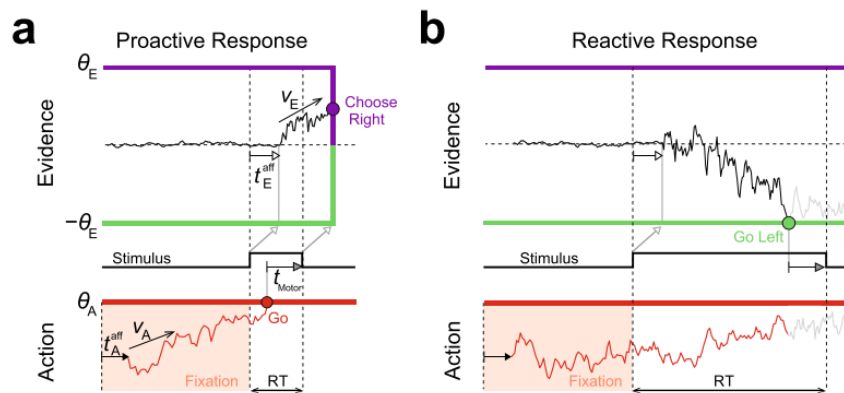 a
Proactive Response
θE
Evidence
vE
Choose
Right
tEaff
−θE
Stimulus
tMotor
θA
Go
Action
tAaff
vA
Fixation
RT
b
Reactive Response
Evidence
Go Left
Stimulus
Action
Fixation
RT